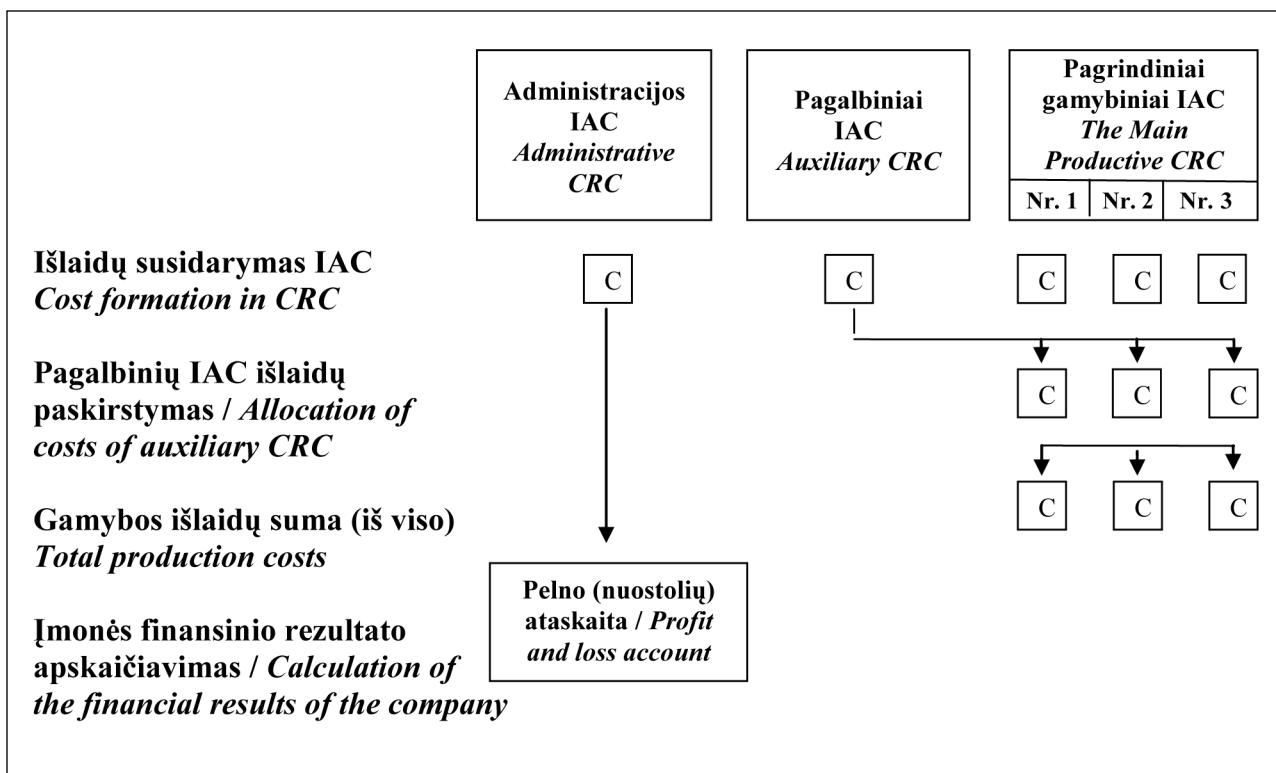 Administracijos
IAC
Administrative
CRC
Pagalbiniai
IAC
Auxiliary CRC
Pagrindiniai
gamybiniai IAC
The Main
Productive CRC
Nr. 1 Nr. 2 Nr. 3
Išlaidų susidarymas IAC
Cost formation in CRC
C C C C C
Pagalbinių IAC išlaidų
paskirstymas / Allocation of
costs of auxiliary CRC
C C C
Gamybos išlaidų suma (iš viso)
Total production costs
C C C
Įmonės finansinio rezultato
apskaičiavimas / Calculation of
the financial results of the company
Pelno (nuostolių)
ataskaita / Profit
and loss account